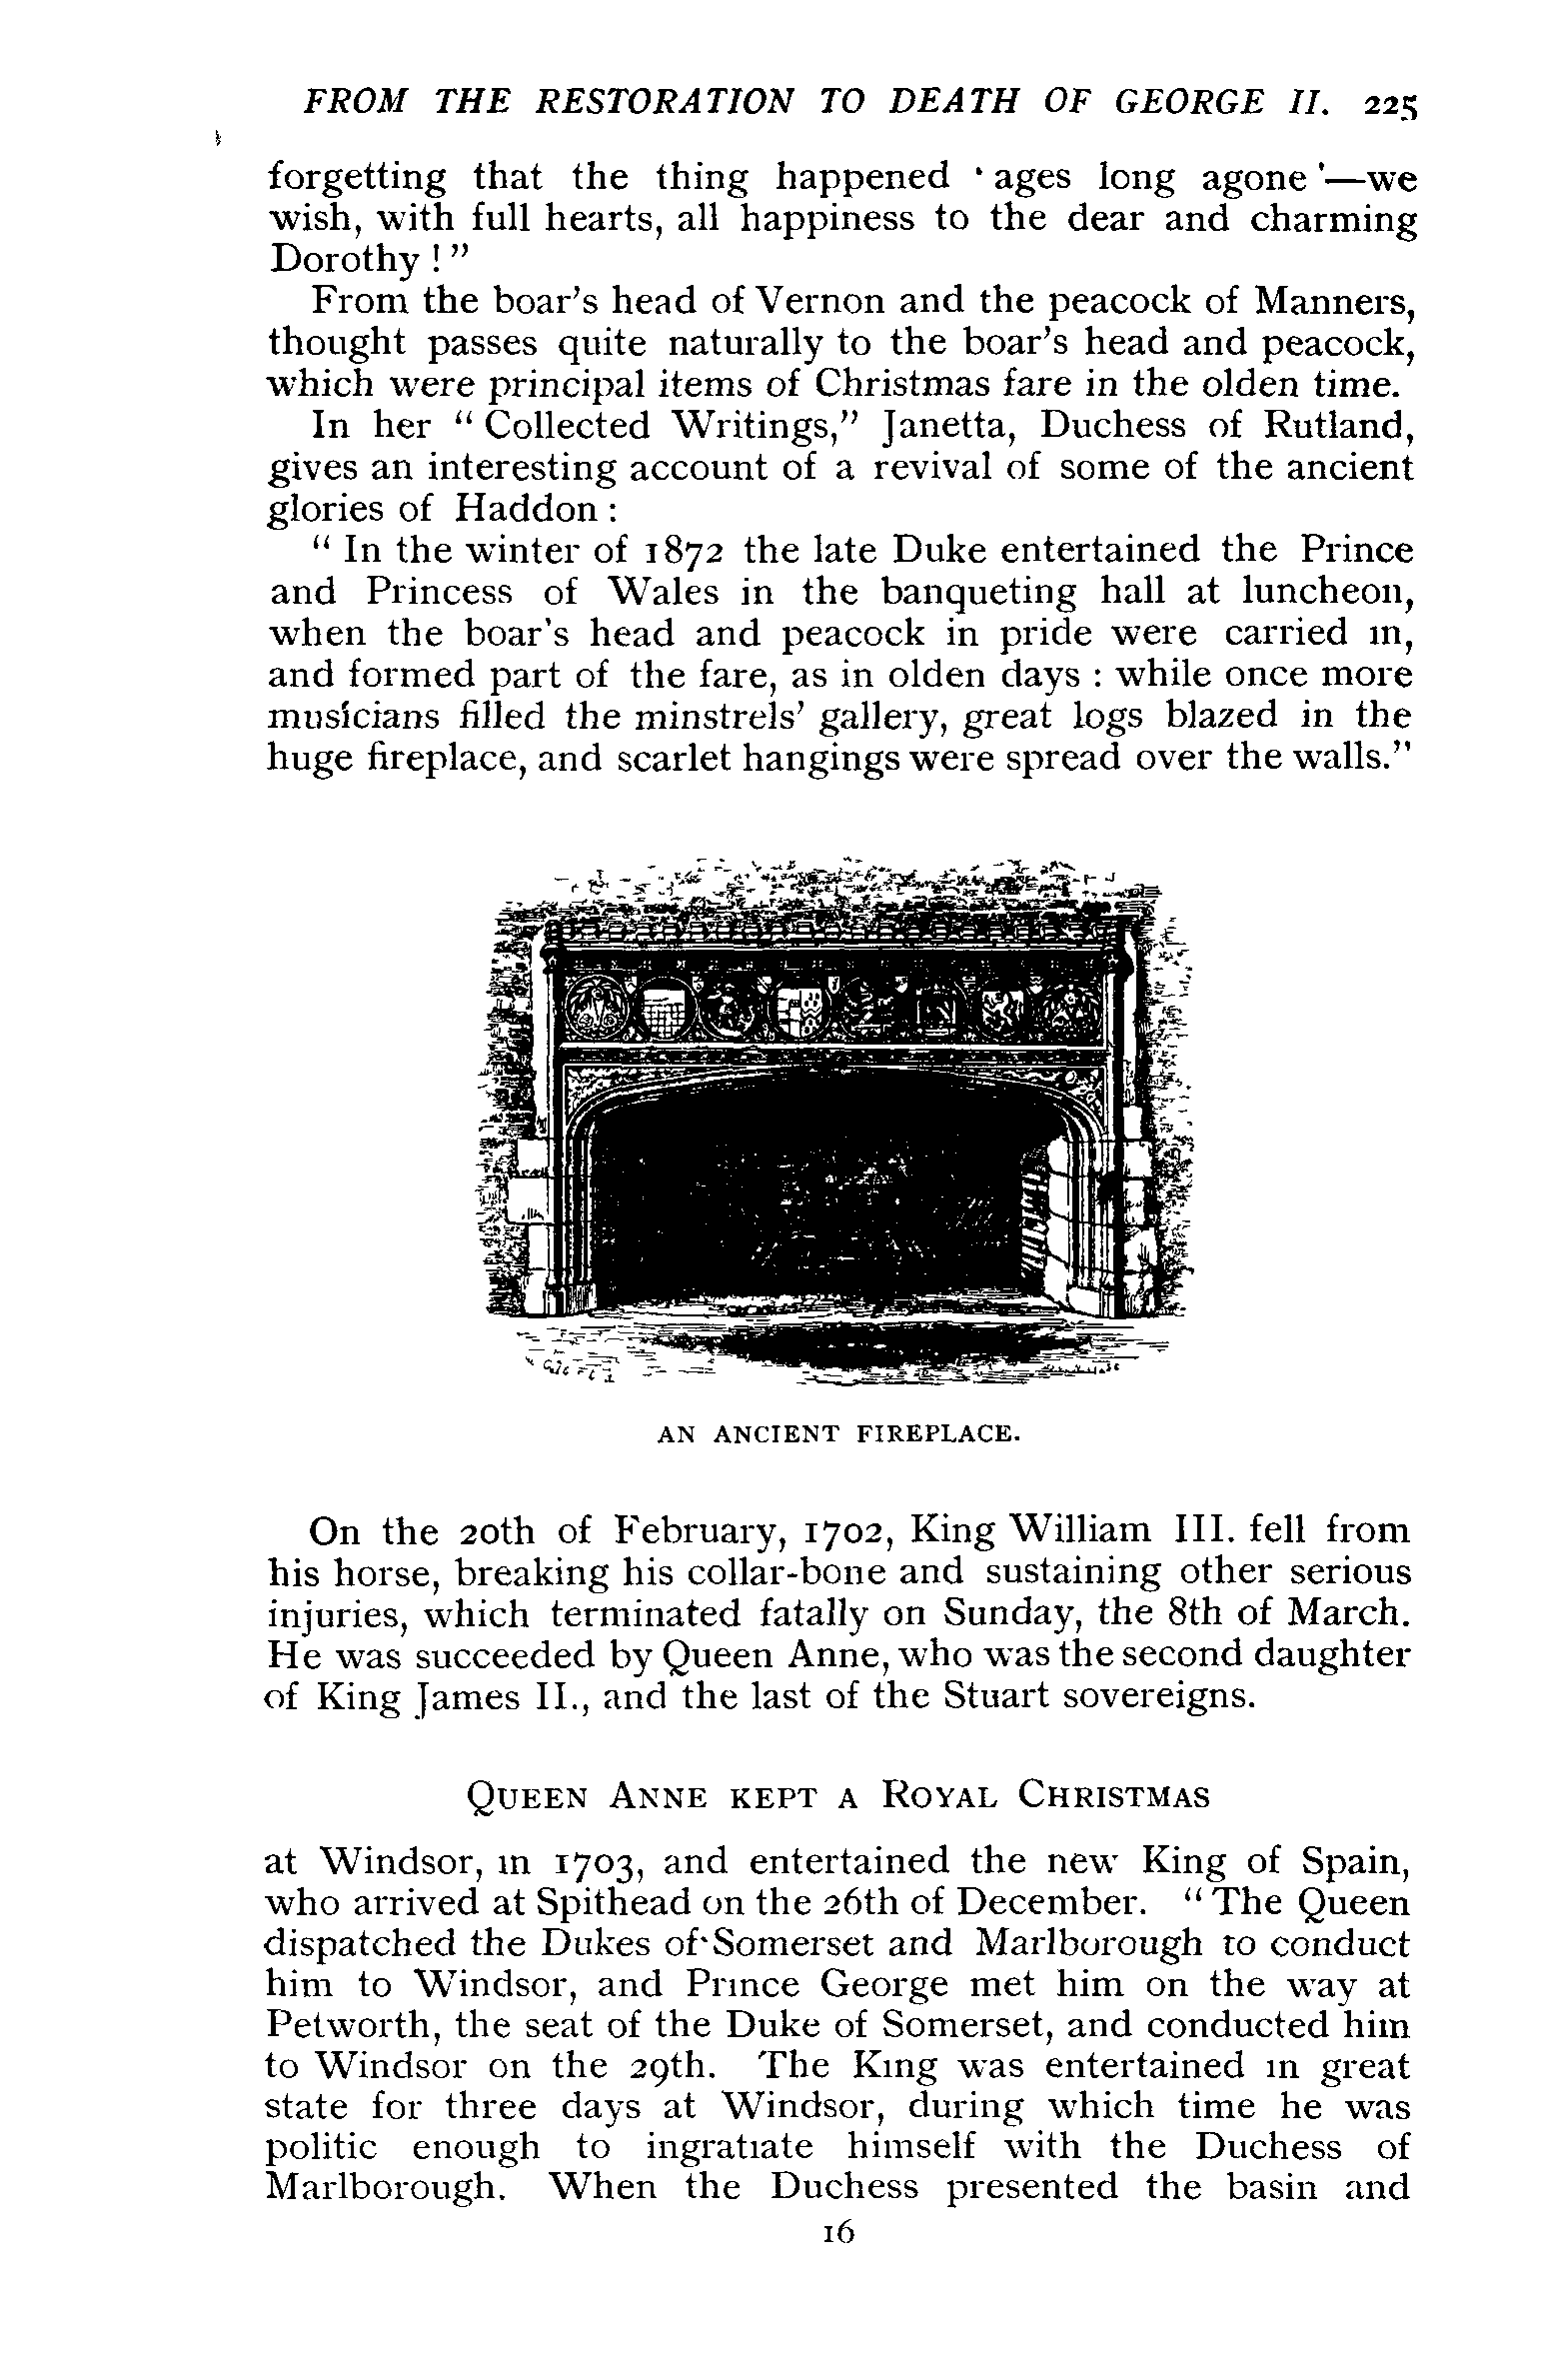 FROM THE RESTORATION TO DEATH OF GEORGE II. 225
forgetting that the thing happened ‘ages long agone’—we
wish, with full hearts, all happiness to the dear and charming
Dorothy!”
From the boar’s head of Vernon and the peacock of Manners,
thought passes quite naturally to the boar’s head and peacock,
which were principal items of Christmas fare in the olden time.
In her “Collected Writings,” Janetta, Duchess of Rutland,
gives an interesting account of a revival of some of the ancient
glories of Haddon:
“In the winter of 1872 the late Duke entertained the Prince
and Princess of Wales in the banqueting hall at luncheon,
when the boar’s head and peacock in pride were carried in,
and formed part of the fare, as in olden days: while once more
musicians filled the minstrels’ gallery, great logs blazed in the
huge fireplace, and scarlet hangings were spread over the walls.”
AN ANCIENT FIREPLACE.
On the 20th of February, 1702, King William III. fell from
his horse, breaking his collar-bone and sustaining other serious
injuries, which terminated fatally on Sunday, the 8th of March.
He was succeeded by Queen Anne, who was the second daughter
of King James II., and the last of the Stuart sovereigns.
QUEEN ANNE KEPT A ROYAL CHRISTMAS
at Windsor, in 1703, and entertained the new King of Spain,
who arrived at Spithead on the 26th of December. “The Queen
dispatched the Dukes of Somerset and Marlborough to conduct
him to Windsor, and Prince George met him on the way at
Petworth, the seat of the Duke of Somerset, and conducted him
to Windsor on the 29th. The King was entertained in great
state for three days at Windsor, during which time he was
politic enough to ingratiate himself with the Duchess of
Marlborough. When the Duchess presented the basin and
16